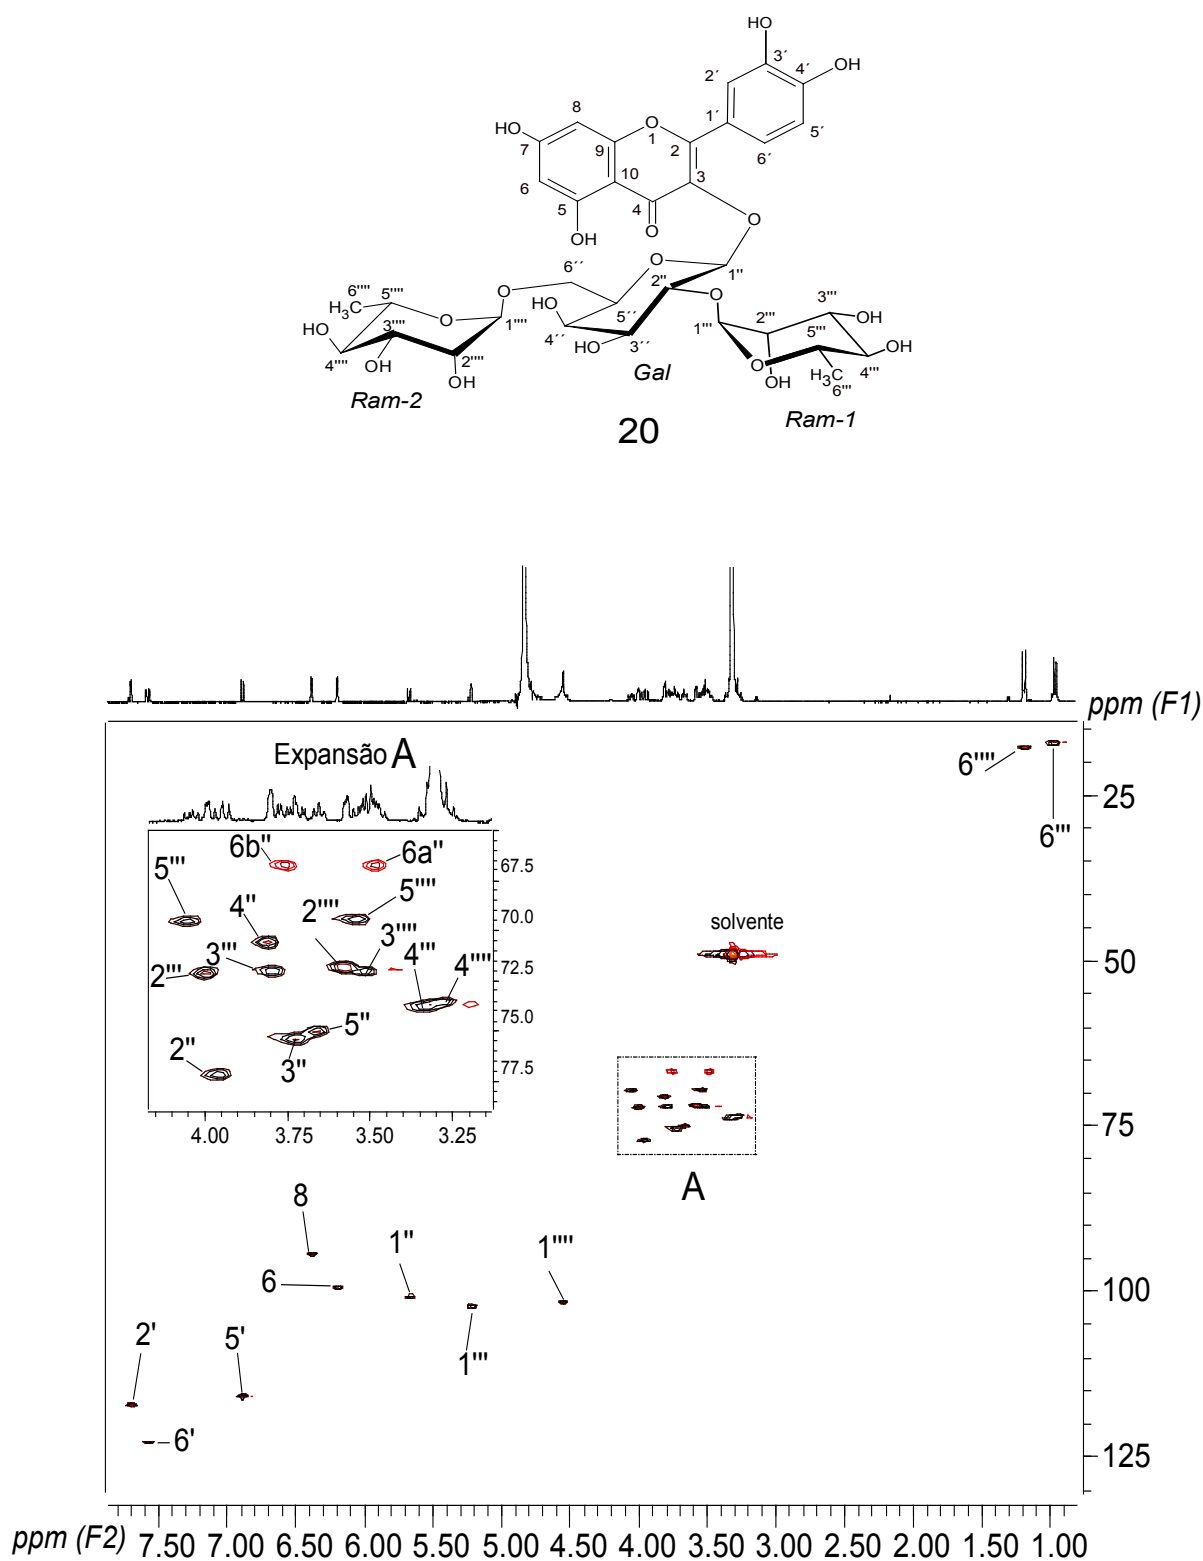 HO
3´
2´
4´
OH
8
1´
5´
HO
O
1
7
9
2
6´
6
10
3
5
4
O
OH
O
6´´
O
1''
6'''''
5'''''
O
2''
O
3'''
H₃C
O
1'''''
HO
5´´
1'''
2'''
5'''
OH
HO
3'''''
4´´
HO
3´´
O
OH
4'''''
OH
2'''''
H₃C
4'''
OH
Gal
OH
6'''
Ram-2
Ram-1
20
ppm (F1)
Expansão A
6''''
6'''
25
6b''
6a''
67.5
5'''
5''''
4''
2''''
70.0
3'''
3''''
4'''
4''''
72.5
2'''
solvente
50
75.0
5''
2''
3''
77.5
4.00 3.75 3.50 3.25
75
A
8
1''
1''''
6
100
2'
5'
1'''
6'
125
ppm (F2) 7.50 7.00 6.50 6.00 5.50 5.00 4.50 4.00 3.50 3.00 2.50 2.00 1.50 1.00